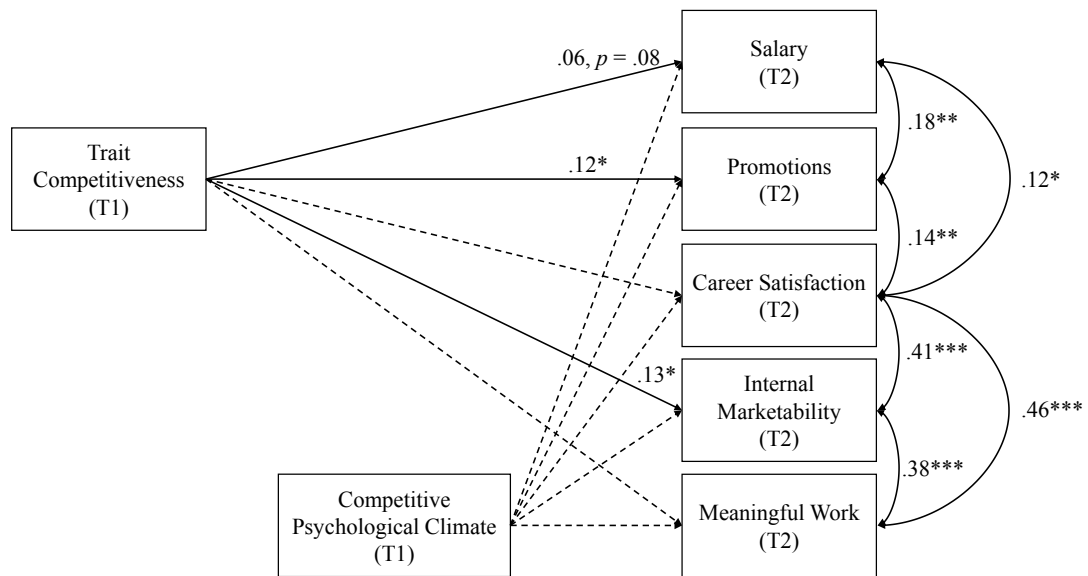 Salary
(T2)
.06, p = .08
.18**
Trait
Competitiveness
(T1)
.12*
Promotions
(T2)
.12*
.14**
Career Satisfaction
(T2)
.41***
.13*
Internal
Marketability
(T2)
.46***
.38***
Competitive
Psychological Climate
(T1)
Meaningful Work
(T2)